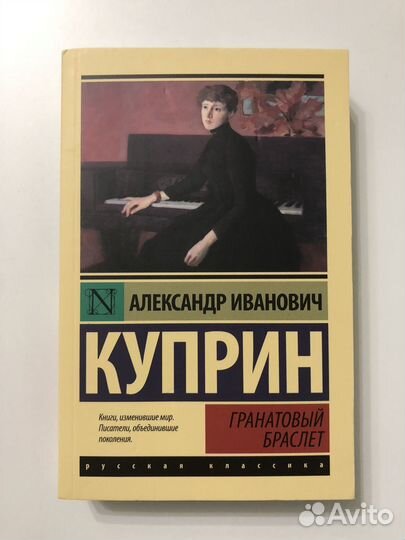 N АЛЕКСАНДР ИВАНОВИЧ
КУПРИН
Книги, изменившие мир.
Писатели, объединившие
поколения.
ГРАНАТОВЫЙ
БРАСЛЕТ
русская классика
Avito